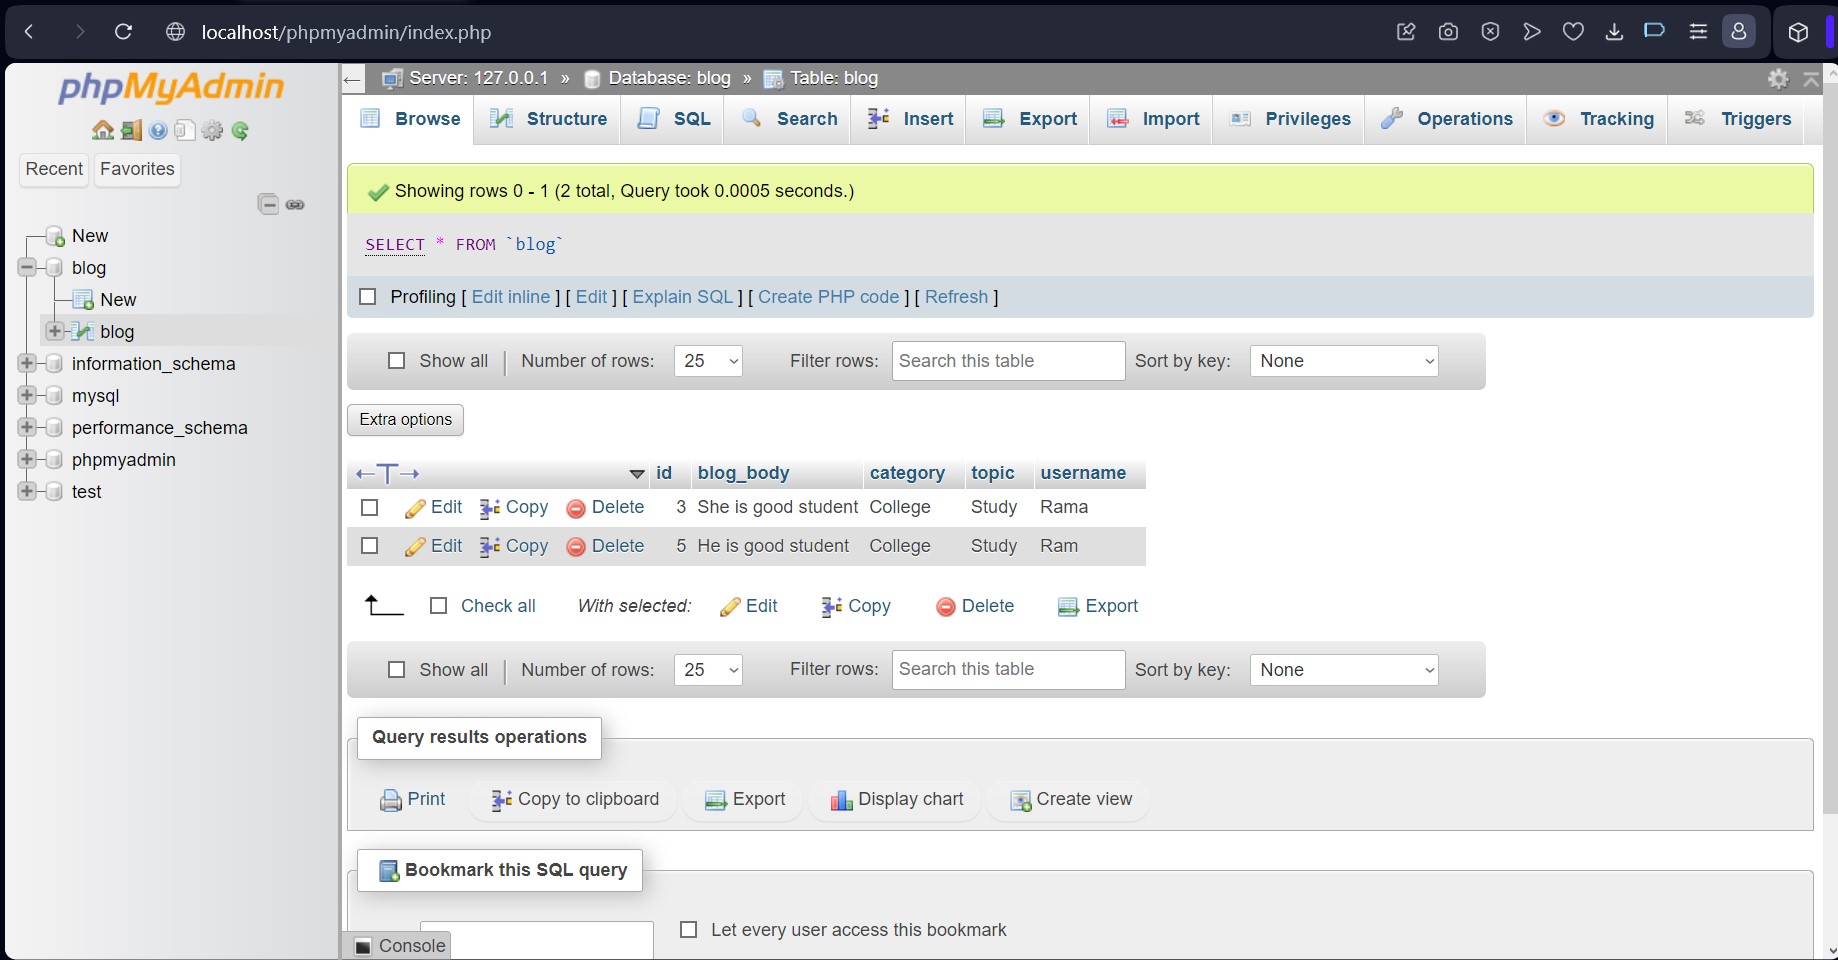 localhost/phpmyadmin/index.php
phpMyAdmin
Recent Favorites
New
blog
New
blog
information_schema
mysql
performance_schema
phpmyadmin
test
Server: 127.0.0.1 » Database: blog » Table: blog
Browse Structure SQL Search Insert Export Import Privileges Operations Tracking Triggers
Showing rows 0 - 1 (2 total, Query took 0.0005 seconds.)
SELECT * FROM `blog`
Profiling [ Edit inline ] [ Edit ] [ Explain SQL ] [ Create PHP code ] [ Refresh ]
Show all | Number of rows: 25 Filter rows: Search this table Sort by key: None
Extra options
←T→ id blog_body category topic username
Edit Copy Delete 3 She is good student College Study Rama
Edit Copy Delete 5 He is good student College Study Ram
Check all With selected: Edit Copy Delete Export
Show all | Number of rows: 25 Filter rows: Search this table Sort by key: None
Query results operations
Print Copy to clipboard Export Display chart Create view
Bookmark this SQL query
Let every user access this bookmark
Console